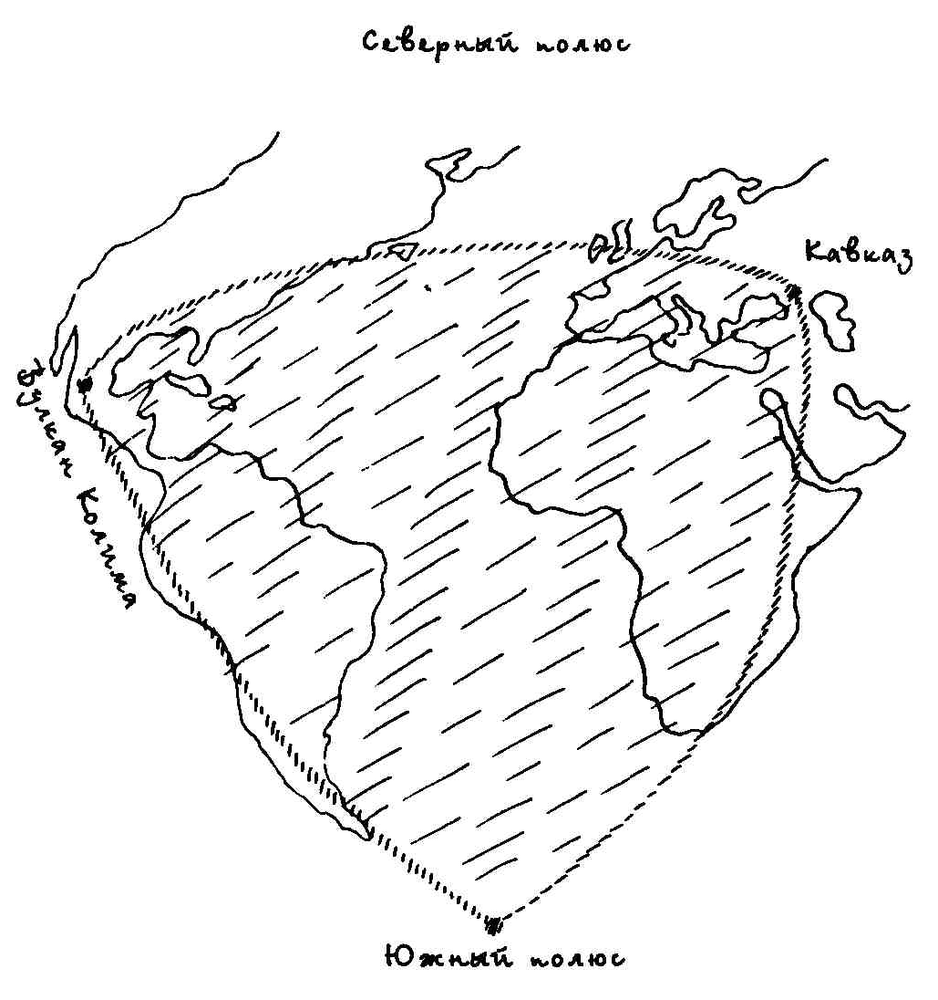 Северный полюс
Кавказ
Вулкан Колима
Южный полюс